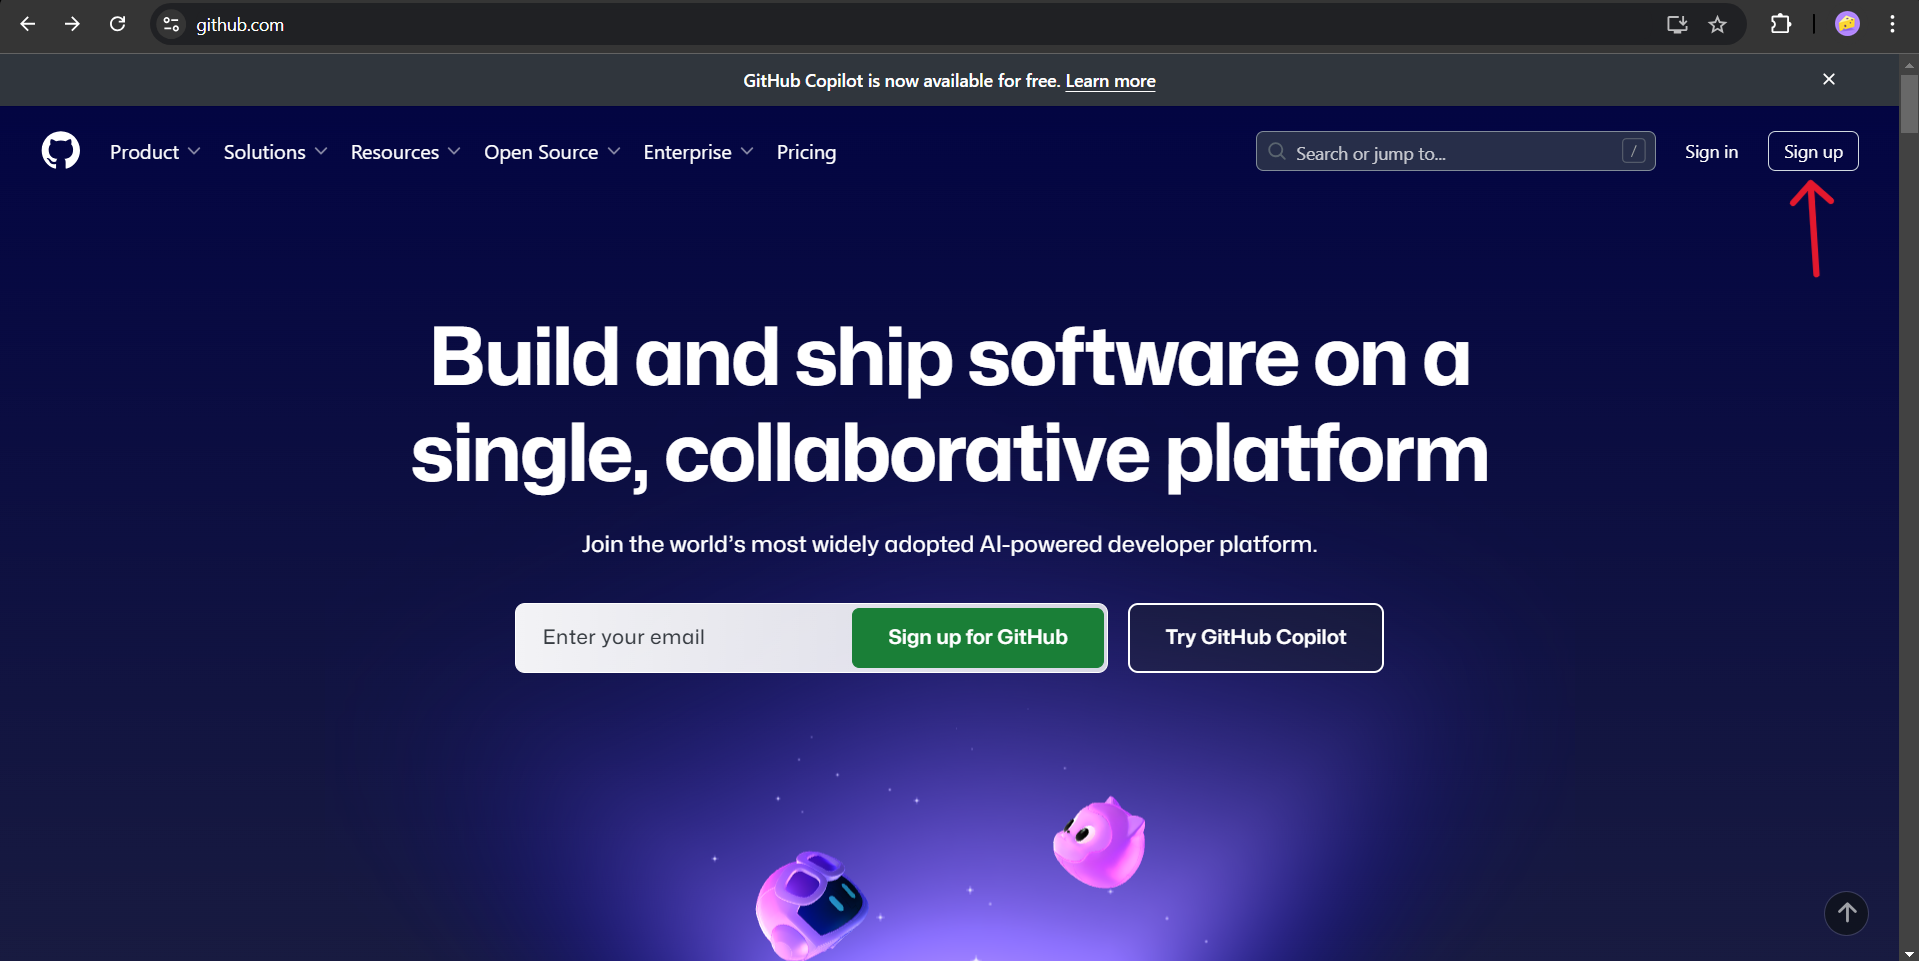 github.com
GitHub Copilot is now available for free. Learn more
Product Solutions Resources Open Source Enterprise Pricing Search or jump to... / Sign in Sign up
Build and ship software on a
single, collaborative platform
Join the world's most widely adopted AI-powered developer platform.
Enter your email Sign up for GitHub Try GitHub Copilot